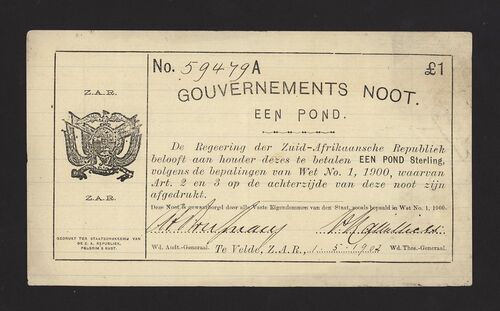 No. 59479 A
£1
GOUVERNEMENTS NOOT.
EEN POND.
Z.A.R.
Z.A.R.
GEDRUKT TER STAATSDRUKKERIJ VAN
DE Z. A. REPUBLIEK,
PELGRIM'S RUST.
De Regeering der Zuid-Afrikaansche Republiek
belooft aan houder dezes te betalen EEN POND Sterling,
volgens de bepalingen van Wet No. 1, 1900, waarvan
Art. 2 en 3 op de achterzijde van deze noot zijn
afgedrukt.
Deze Noot is gewaarborgd door alle vaste Eigendommen van den Staat, zooals bepaald in Wet No. 1, 1900.
Wd. Audt.-Generaal.
Te Velde, Z.A.R., 1-5-1902
Wd. Thes.-Generaal.